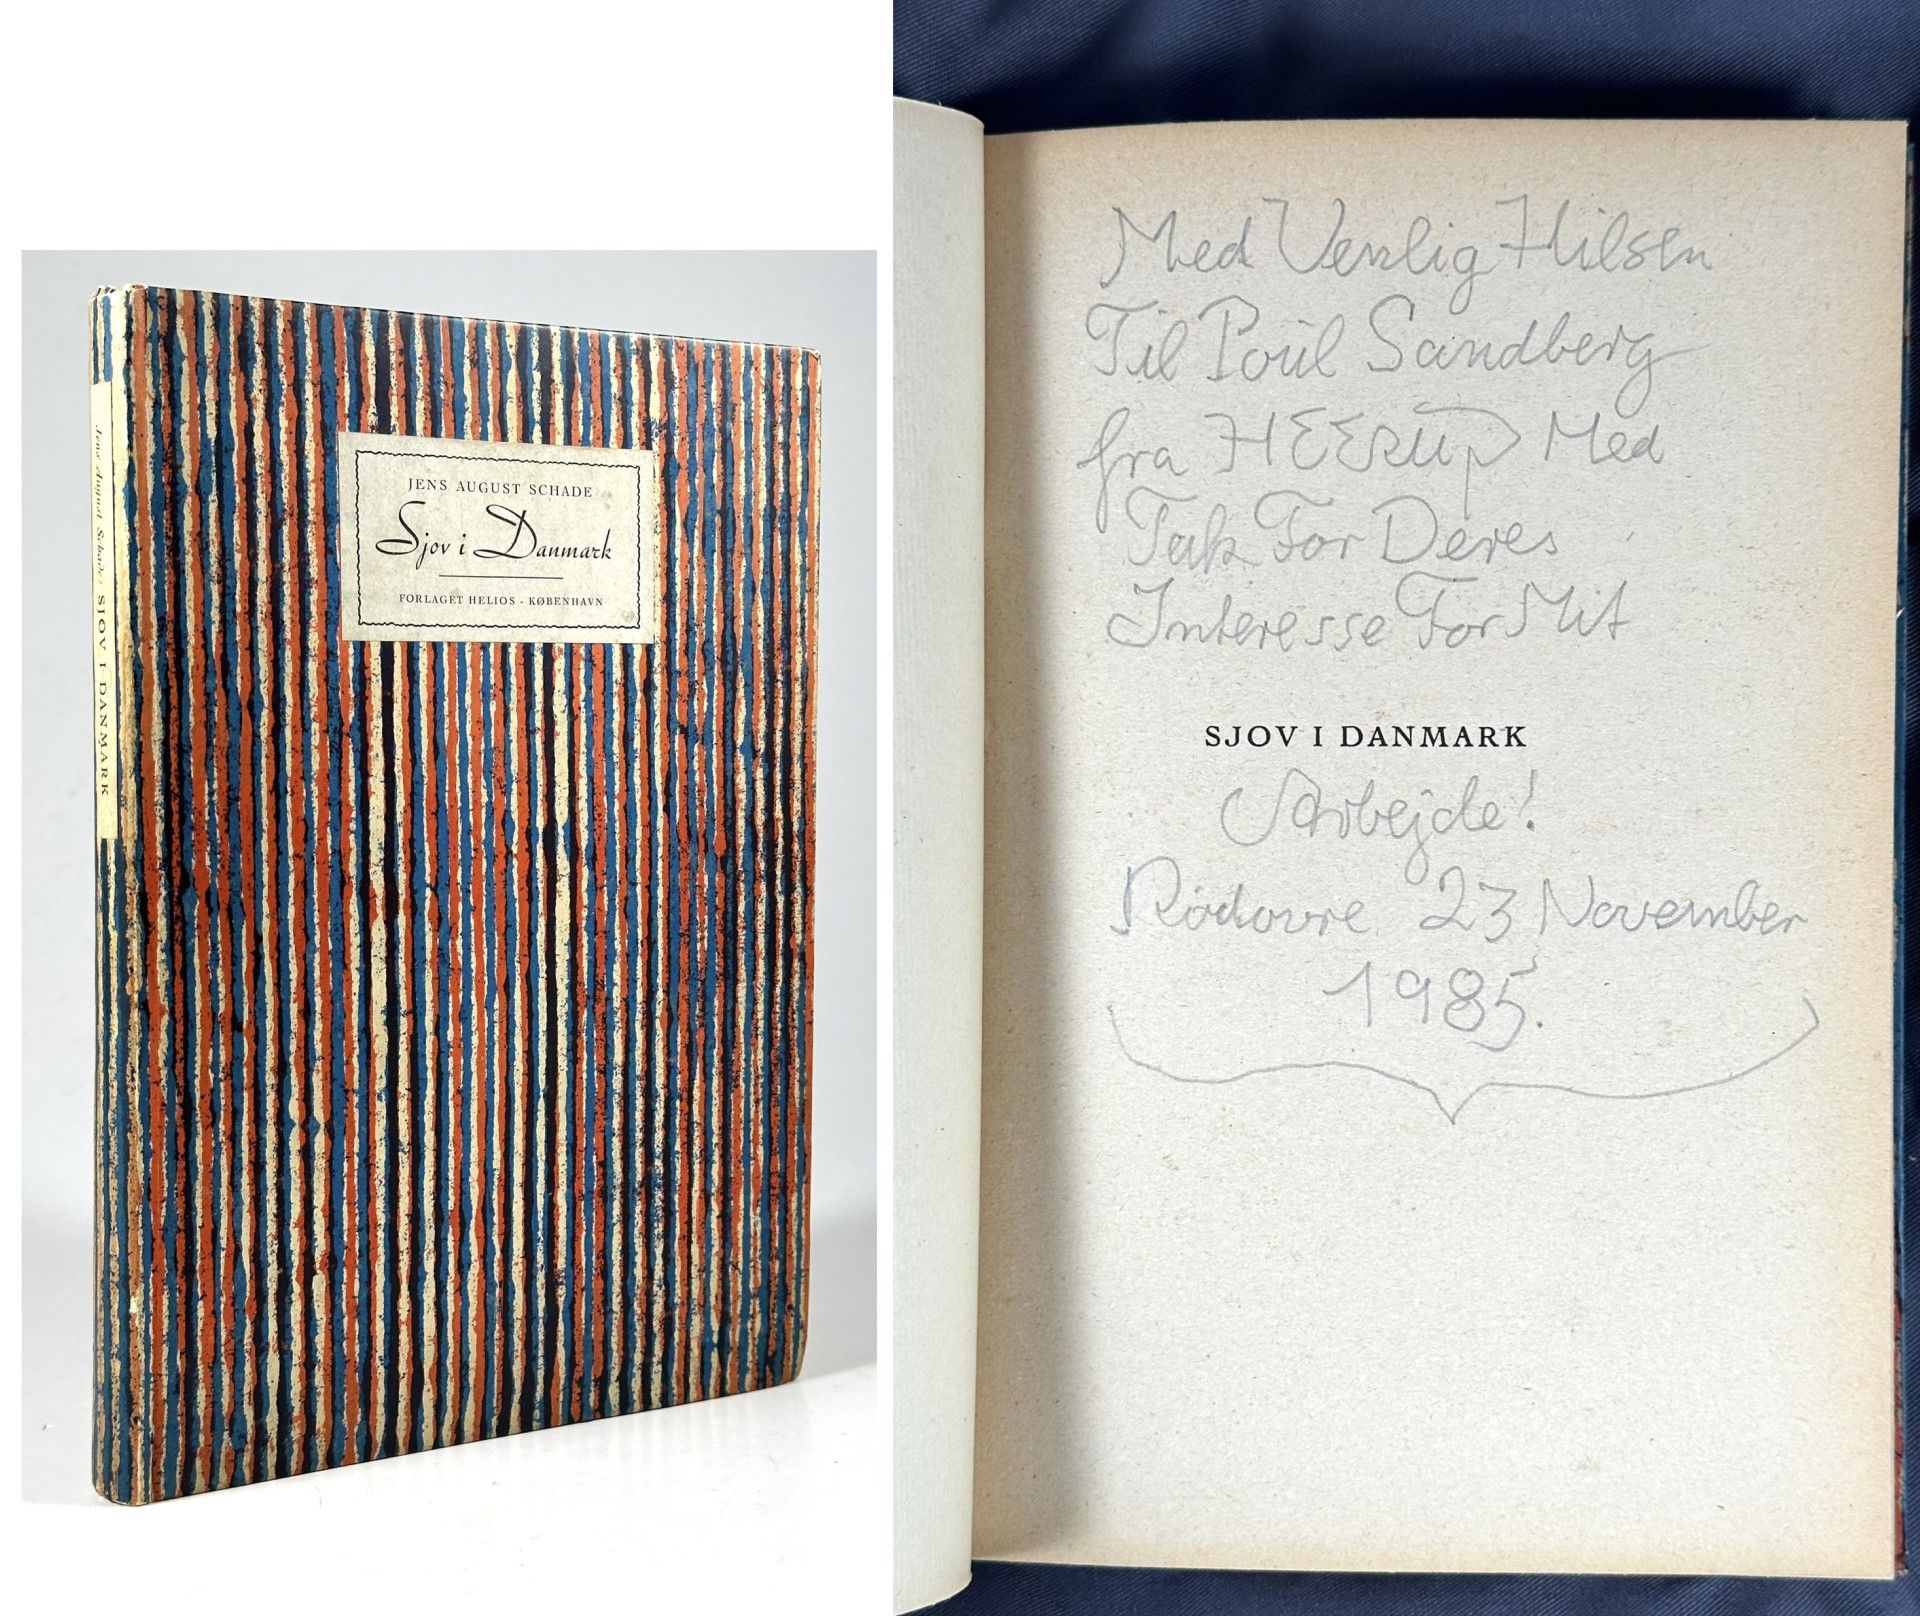 Jens August Schade: SJOV I DANMARK
JENS AUGUST SCHADE
Sjov i Danmark
FORLAGET HELIOS - KØBENHAVN
Med Venlig Hilsen
Til Poul Sandberg
fra HEERUP Med
Tak For Deres
Interesse For Mit
SJOV I DANMARK
Arbejde!
Rødovre 23 November
1985.